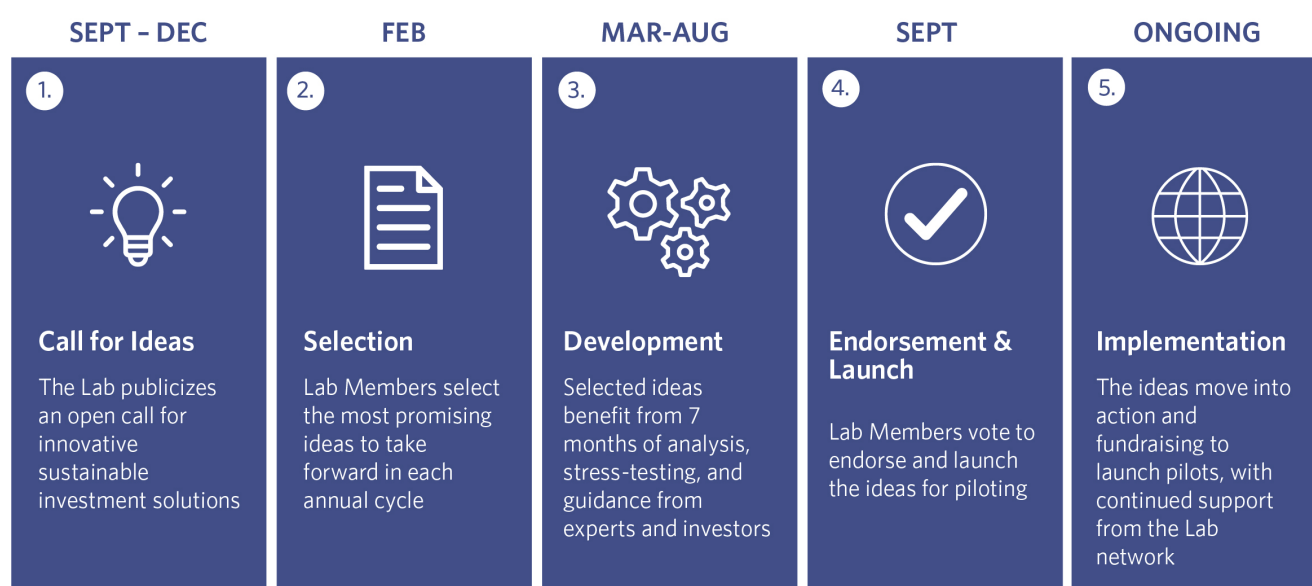 SEPT – DEC
1.
Call for Ideas
The Lab publicizes
an open call for
innovative
sustainable
investment solutions
FEB
2.
Selection
Lab Members select
the most promising
ideas to take
forward in each
annual cycle
MAR-AUG
3.
Development
Selected ideas
benefit from 7
months of analysis,
stress-testing, and
guidance from
experts and investors
SEPT
4.
Endorsement &
Launch
Lab Members vote to
endorse and launch
the ideas for piloting
ONGOING
5.
Implementation
The ideas move into
action and
fundraising to
launch pilots, with
continued support
from the Lab
network